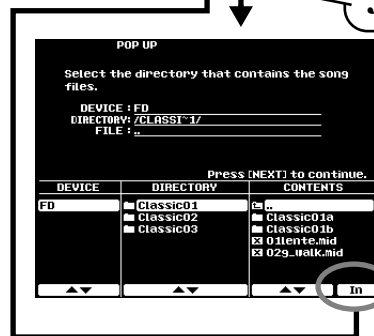 POP UP
Select the directory that contains the song
files.
DEVICE : FD
DIRECTORY: /CLASSI~1/
FILE : ..
Press [NEXT] to continue.
DEVICE DIRECTORY CONTENTS
FD Classic01 ..
Classic02 Classic01a
Classic03 Classic01b
01lente.mid
029_walk.mid
In